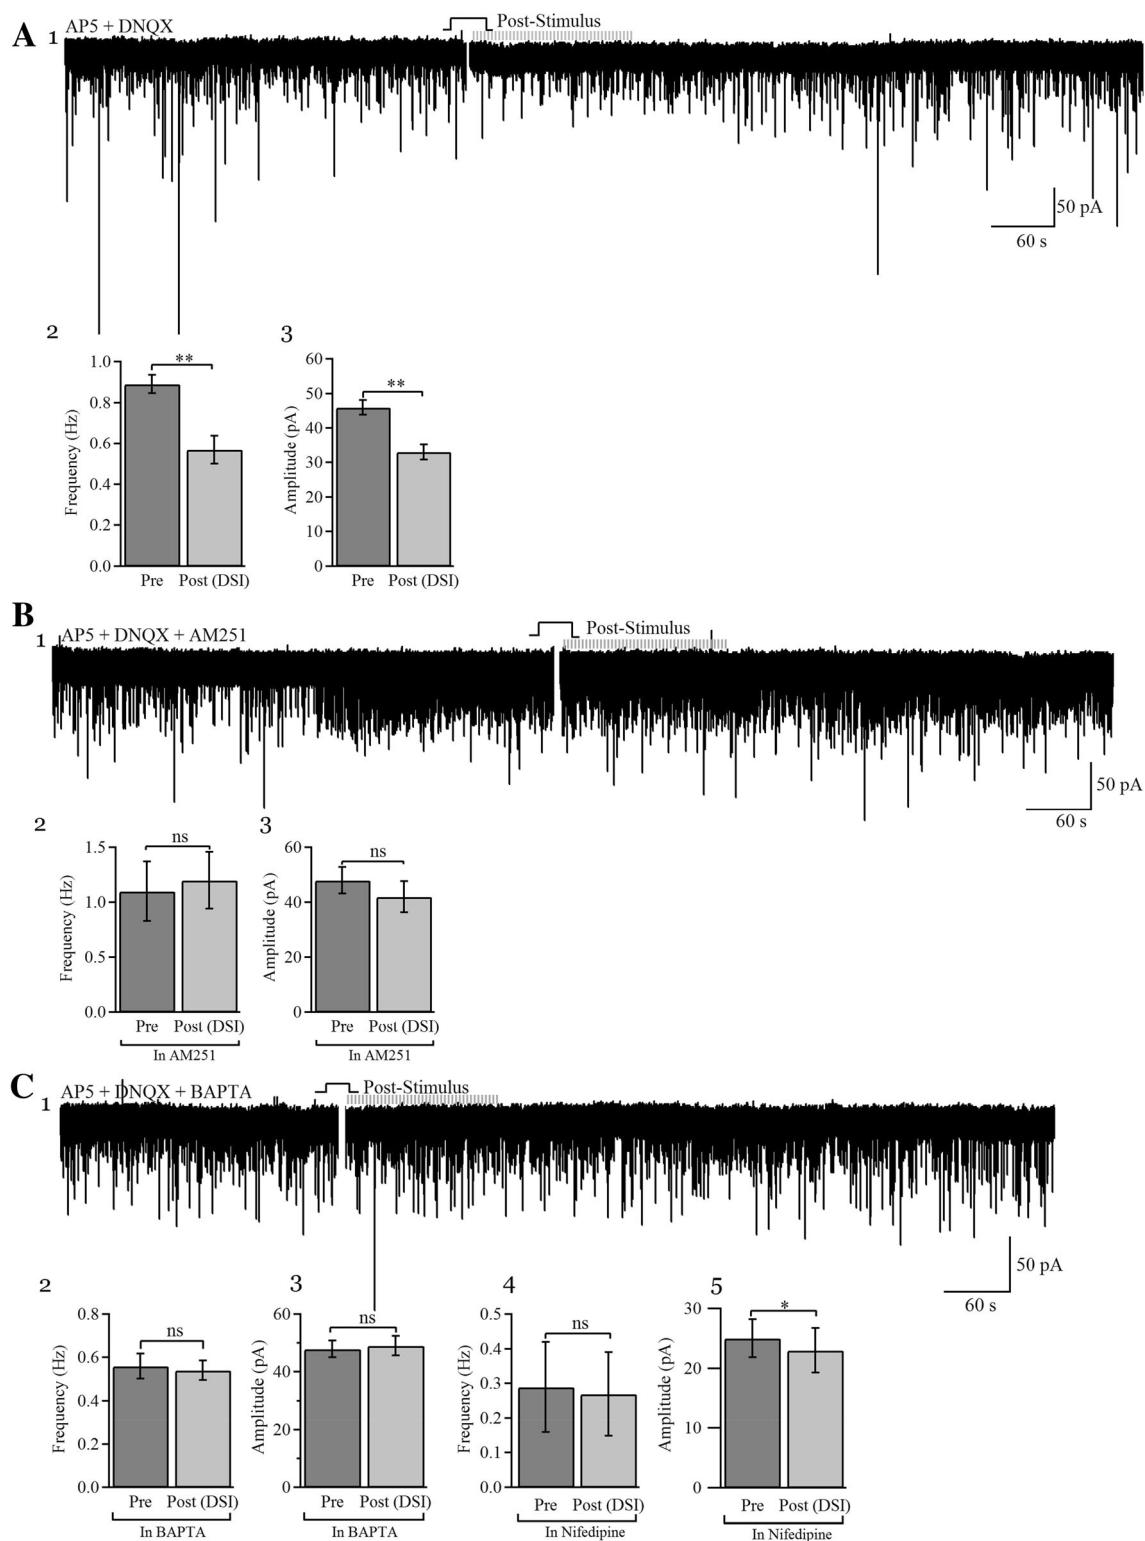 A
1
AP5 + DNQX
Post-Stimulus
50 pA
60 s
2
Frequency (Hz)
1.0
0.8
0.6
0.4
0.2
0.0
**
Pre
Post (DSI)
3
Amplitude (pA)
60
50
40
30
20
10
0
**
Pre
Post (DSI)
B
1
AP5 + DNQX + AM251
Post-Stimulus
50 pA
60 s
2
Frequency (Hz)
1.5
1.0
0.5
0.0
ns
Pre
Post (DSI)
In AM251
3
Amplitude (pA)
60
40
20
0
ns
Pre
Post (DSI)
In AM251
C
1
AP5 + DNQX + BAPTA
Post-Stimulus
50 pA
60 s
2
Frequency (Hz)
0.8
0.6
0.4
0.2
0.0
ns
Pre
Post (DSI)
In BAPTA
3
Amplitude (pA)
60
40
20
0
ns
Pre
Post (DSI)
In BAPTA
4
Frequency (Hz)
0.5
0.4
0.3
0.2
0.1
0.0
ns
Pre
Post (DSI)
In Nifedipine
5
Amplitude (pA)
30
20
10
0
*
Pre
Post (DSI)
In Nifedipine